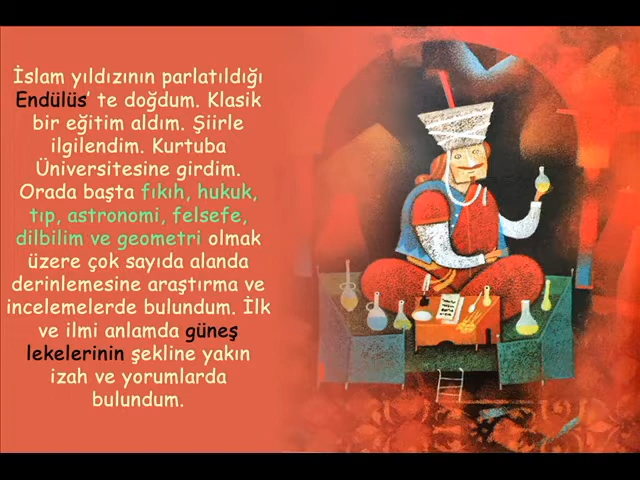 İslam yıldızının parlatıldığı
Endülüs' te doğdum. Klasik
bir eğitim aldım. Şiirle
ilgilendim. Kurtuba
Üniversitesine girdim.
Orada başta fıkıh, hukuk,
tıp, astronomi, felsefe,
dilbilim ve geometri olmak
üzere çok sayıda alanda
derinlemesine araştırma ve
incelemelerde bulundum. İlk
ve ilmi anlamda güneş
lekelerinin şekline yakın
izah ve yorumlarda
bulundum.